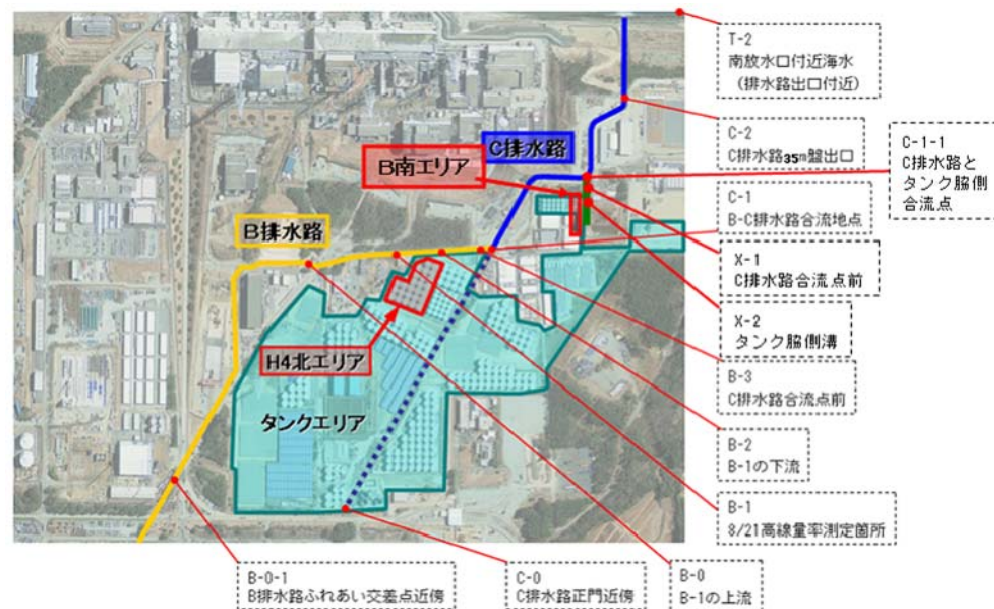 T-2
南放水口付近海水
（排水路出口付近）
C-2
C排水路35m盤出口
C-1-1
C排水路と
タンク脇側
合流点
C-1
B-C排水路合流地点
X-1
C排水路合流点前
X-2
タンク脇側溝
B-3
C排水路合流点前
B-2
B-1の下流
B-1
8/21高線量率測定箇所
C排水路
B南エリア
B排水路
H4北エリア
タンクエリア
B-0-1
B排水路ふれあい交差点近傍
C-0
C排水路正門近傍
B-0
B-1の上流